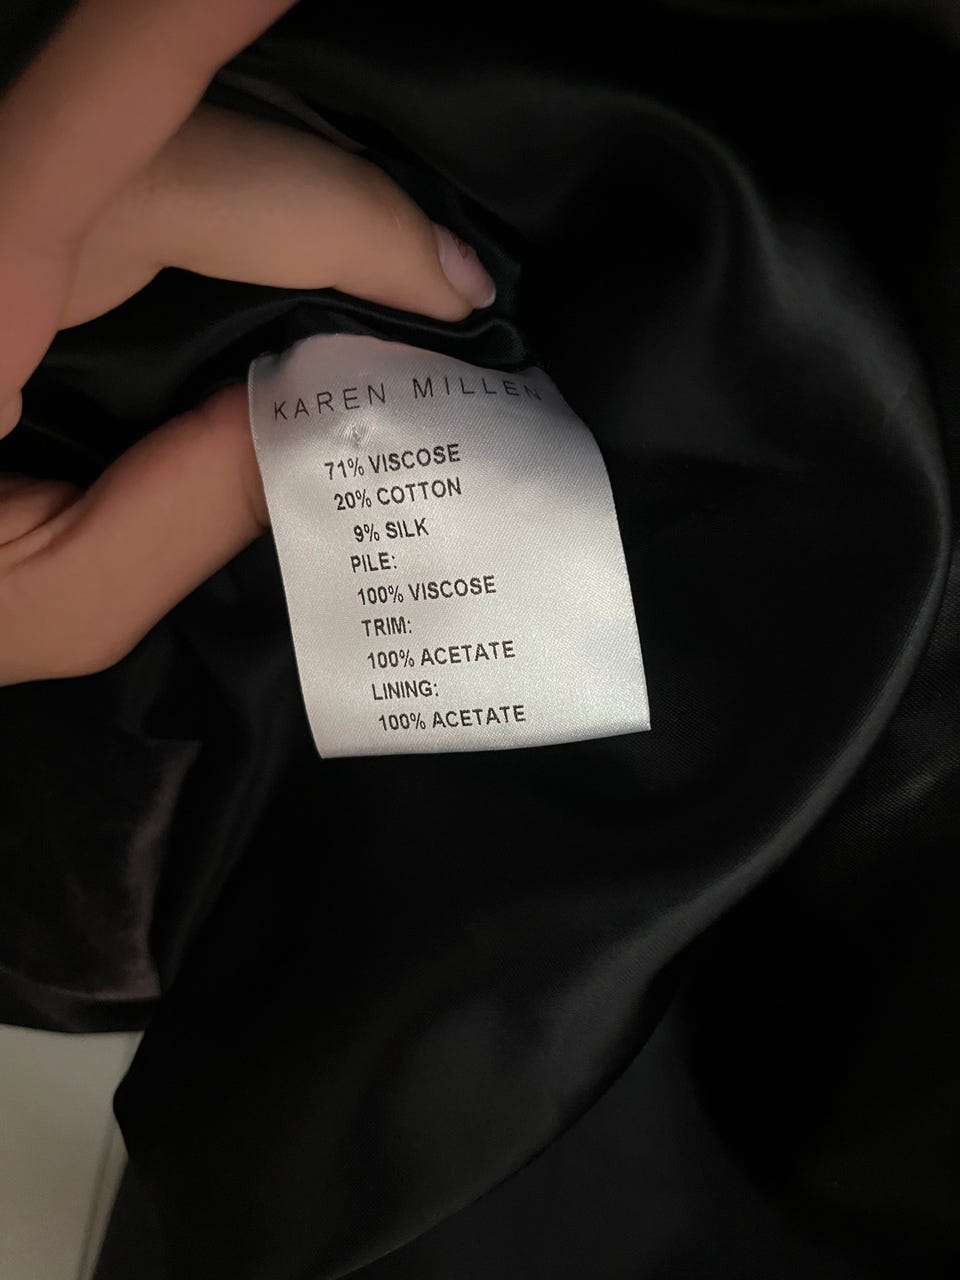 KAREN MILLEN
71% VISCOSE
20% COTTON
9% SILK
PILE:
100% VISCOSE
TRIM:
100% ACETATE
LINING:
100% ACETATE